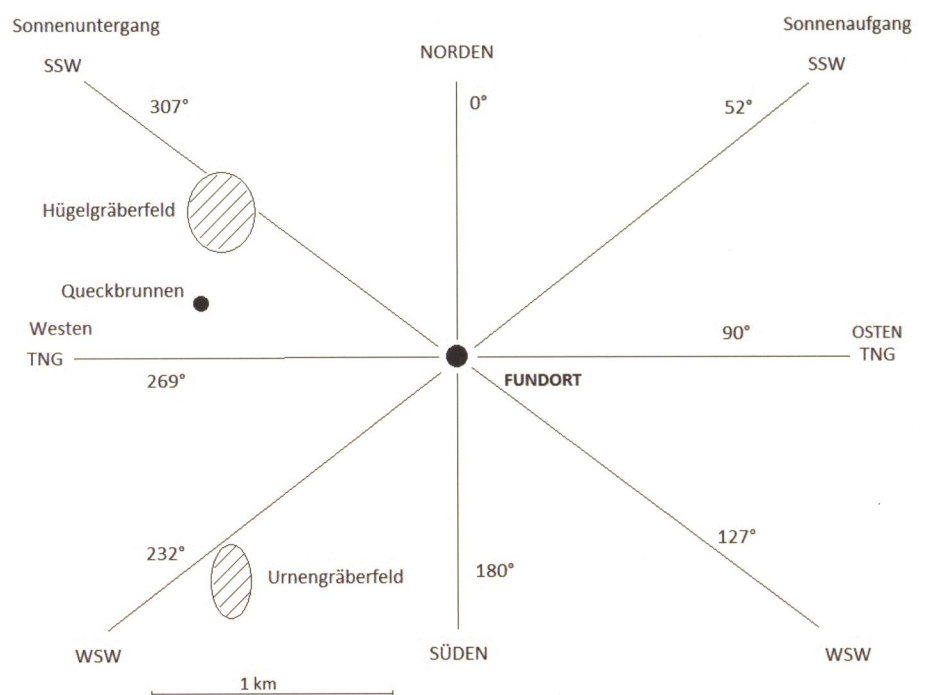 Sonnenuntergang
Sonnenaufgang
NORDEN
SSW
SSW
307°
0°
52°
Hügelgräberfeld
Queckbrunnen
Westen
90°
OSTEN
TNG
TNG
269°
FUNDORT
232°
127°
Urnengräberfeld
180°
WSW
SÜDEN
WSW
1 km